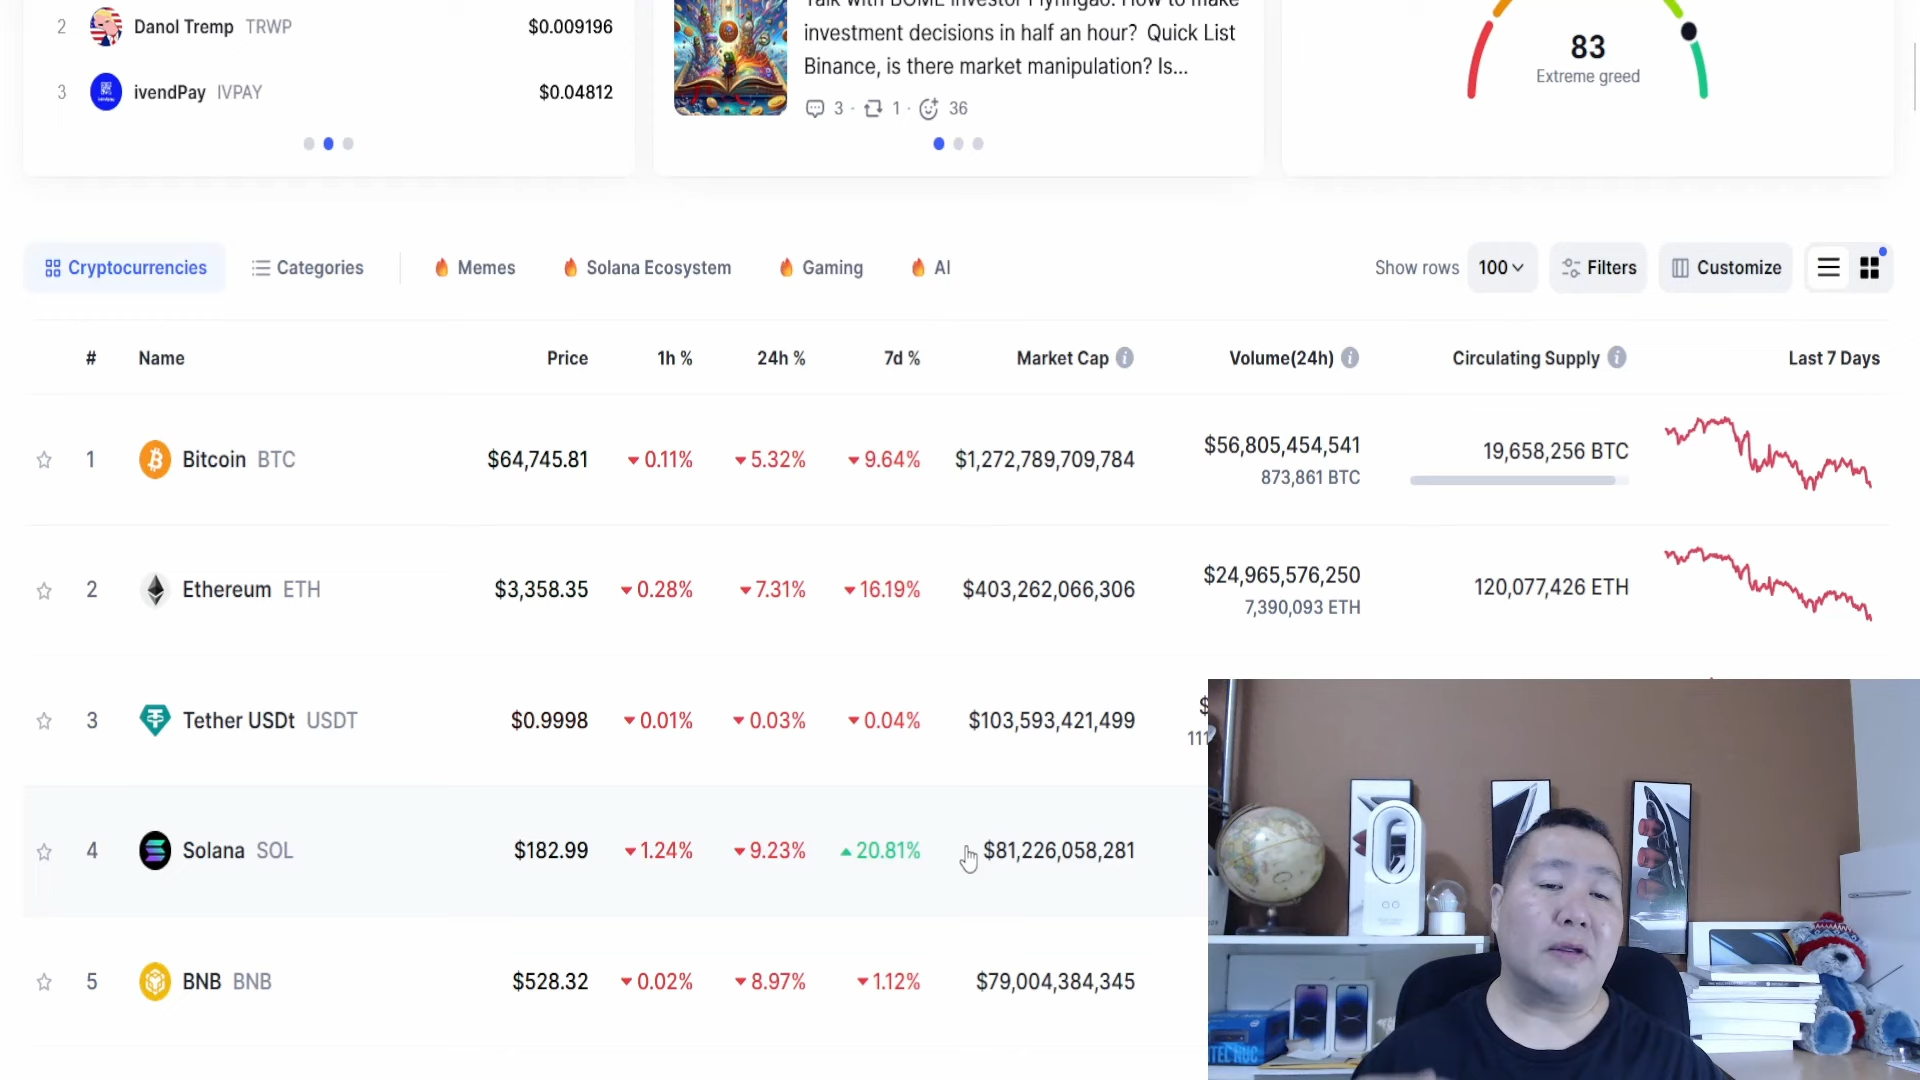 2 Danol Tremp TRWP $0.009196
3 ivendPay IVPAY $0.04812
investment decisions in half an hour? Quick List
Binance, is there market manipulation? Is...
3 · 1 · 36
83
Extreme greed
Cryptocurrencies Categories Memes Solana Ecosystem Gaming AI Show rows 100 Filters Customize
# Name Price 1h % 24h % 7d % Market Cap Volume(24h) Circulating Supply Last 7 Days
1 Bitcoin BTC $64,745.81 0.11% 5.32% 9.64% $1,272,789,709,784 $56,805,454,541 19,658,256 BTC
873,861 BTC
2 Ethereum ETH $3,358.35 0.28% 7.31% 16.19% $403,262,066,306 $24,965,576,250 120,077,426 ETH
7,390,093 ETH
3 Tether USDt USDT $0.9998 0.01% 0.03% 0.04% $103,593,421,499 $
111
4 Solana SOL $182.99 1.24% 9.23% 20.81% $81,226,058,281
5 BNB BNB $528.32 0.02% 8.97% 1.12% $79,004,384,345